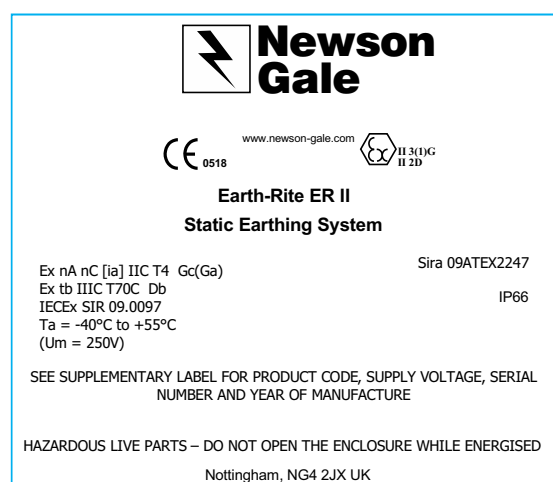 Newson
Gale
CE 0518
www.newson-gale.com
Ex II 3(1)G
II 2D
Earth-Rite ER II
Static Earthing System
Ex nA nC [ia] IIC T4 Gc(Ga)
Ex tb IIIC T70C Db
IECEx SIR 09.0097
Ta = -40°C to +55°C
(Um = 250V)
Sira 09ATEX2247
IP66
SEE SUPPLEMENTARY LABEL FOR PRODUCT CODE, SUPPLY VOLTAGE, SERIAL
NUMBER AND YEAR OF MANUFACTURE
HAZARDOUS LIVE PARTS – DO NOT OPEN THE ENCLOSURE WHILE ENERGISED
Nottingham, NG4 2JX UK